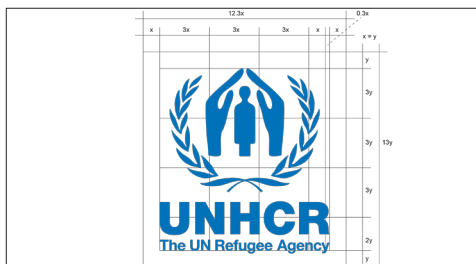 12.3x 0.3x
x 3x 3x 3x x x
x = y
y
3y
3y 13y
3y
UNHCR
2y
The UN Refugee Agency
y